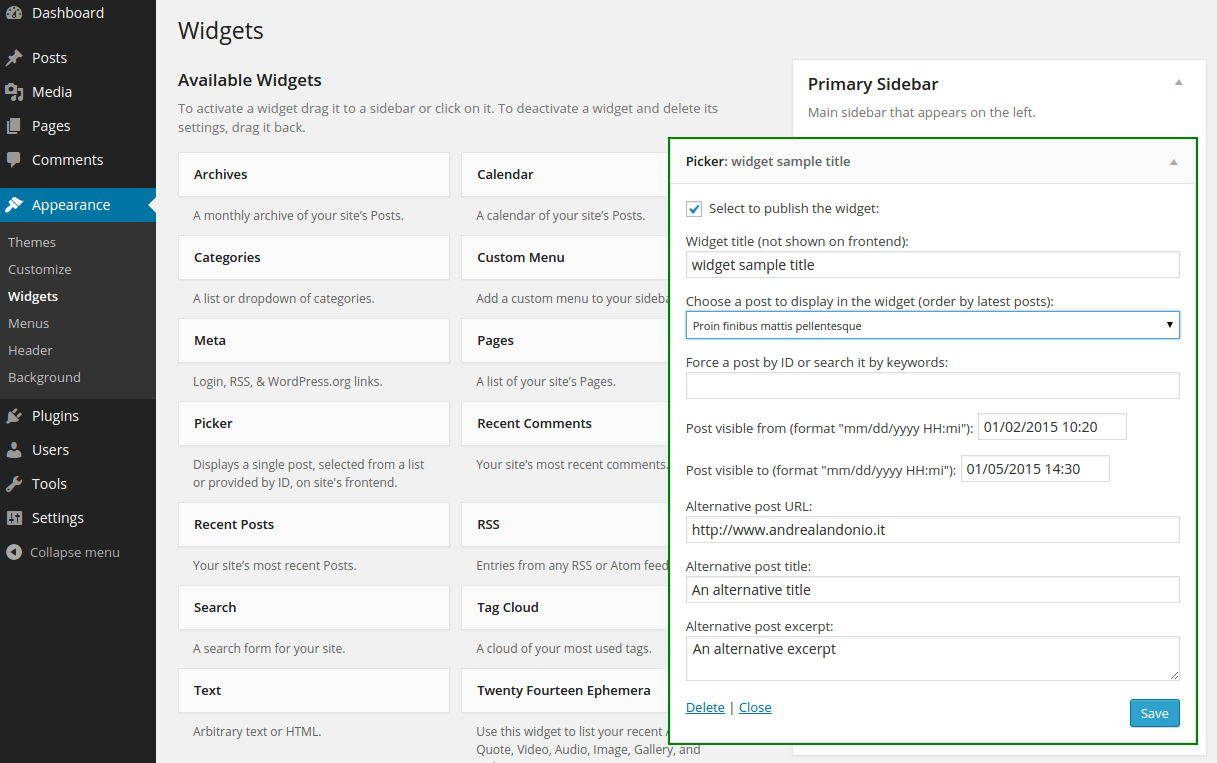 Dashboard
Posts
Media
Pages
Comments
Appearance
Themes
Customize
Widgets
Menus
Header
Background
Plugins
Users
Tools
Settings
Collapse menu
Widgets
Available Widgets
To activate a widget drag it to a sidebar or click on it. To deactivate a widget and delete its
settings, drag it back.
Archives
A monthly archive of your site’s Posts.
Calendar
A calendar of your site’s Posts.
Categories
A list or dropdown of categories.
Custom Menu
Add a custom menu to your sideba
Meta
Login, RSS, & WordPress.org links.
Pages
A list of your site’s Pages.
Picker
Displays a single post, selected from a list
or provided by ID, on site's frontend.
Recent Comments
Your site’s most recent comments.
Recent Posts
Your site’s most recent Posts.
RSS
Entries from any RSS or Atom feed
Search
A search form for your site.
Tag Cloud
A cloud of your most used tags.
Text
Arbitrary text or HTML.
Twenty Fourteen Ephemera
Use this widget to list your recent
Quote, Video, Audio, Image, Gallery, and
Primary Sidebar
Main sidebar that appears on the left.
Picker: widget sample title
Select to publish the widget:
Widget title (not shown on frontend):
widget sample title
Choose a post to display in the widget (order by latest posts):
Proin finibus mattis pellentesque
Force a post by ID or search it by keywords:
Post visible from (format "mm/dd/yyyy HH:mi"): 01/02/2015 10:20
Post visible to (format "mm/dd/yyyy HH:mi"): 01/05/2015 14:30
Alternative post URL:
http://www.andrealandonio.it
Alternative post title:
An alternative title
Alternative post excerpt:
An alternative excerpt
Delete | Close
Save